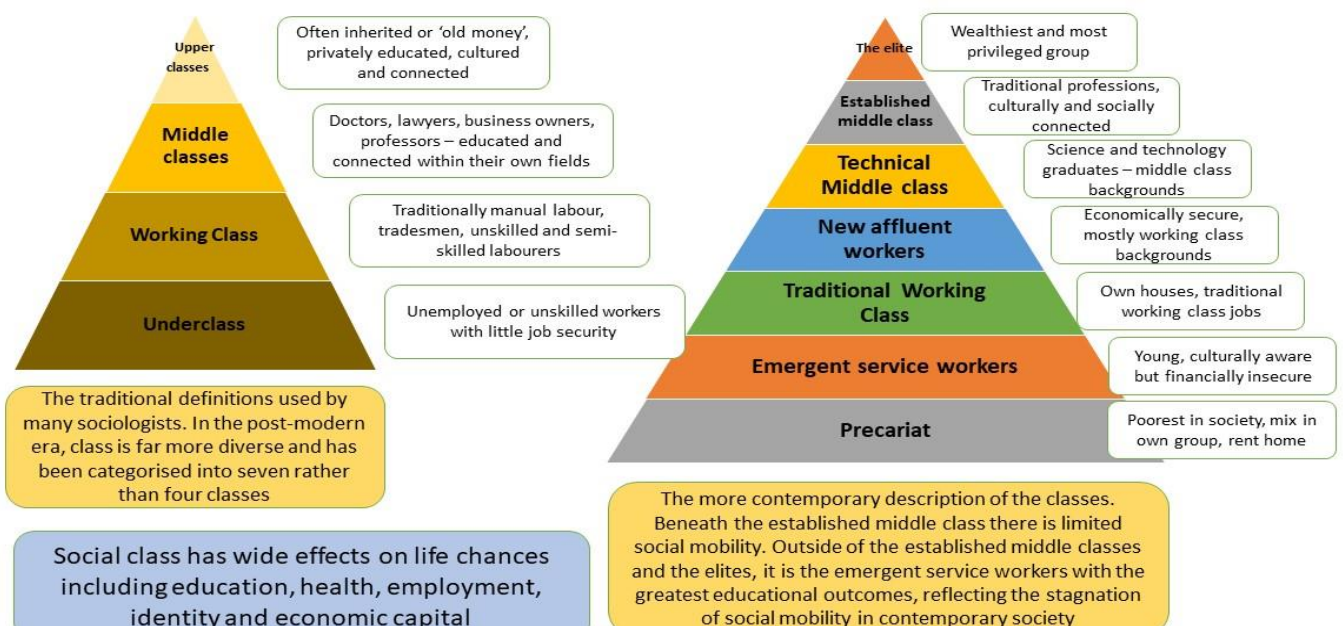 Upper
classes
Often inherited or ‘old money’,
privately educated, cultured
and connected
Middle
classes
Doctors, lawyers, business owners,
professors – educated and
connected within their own fields
Working Class
Traditionally manual labour,
tradesmen, unskilled and semi-
skilled labourers
Underclass
Unemployed or unskilled workers
with little job security
The traditional definitions used by
many sociologists. In the post-modern
era, class is far more diverse and has
been categorised into seven rather
than four classes
Social class has wide effects on life chances
including education, health, employment,
identity and economic capital
The elite
Wealthiest and most
privileged group
Established
middle class
Traditional professions,
culturally and socially
connected
Technical
Middle class
Science and technology
graduates – middle class
backgrounds
New affluent
workers
Economically secure,
mostly working class
backgrounds
Traditional Working
Class
Own houses, traditional
working class jobs
Emergent service workers
Young, culturally aware
but financially insecure
Precariat
Poorest in society, mix in
own group, rent home
The more contemporary description of the classes.
Beneath the established middle class there is limited
social mobility. Outside of the established middle classes
and the elites, it is the emergent service workers with the
greatest educational outcomes, reflecting the stagnation
of social mobility in contemporary society